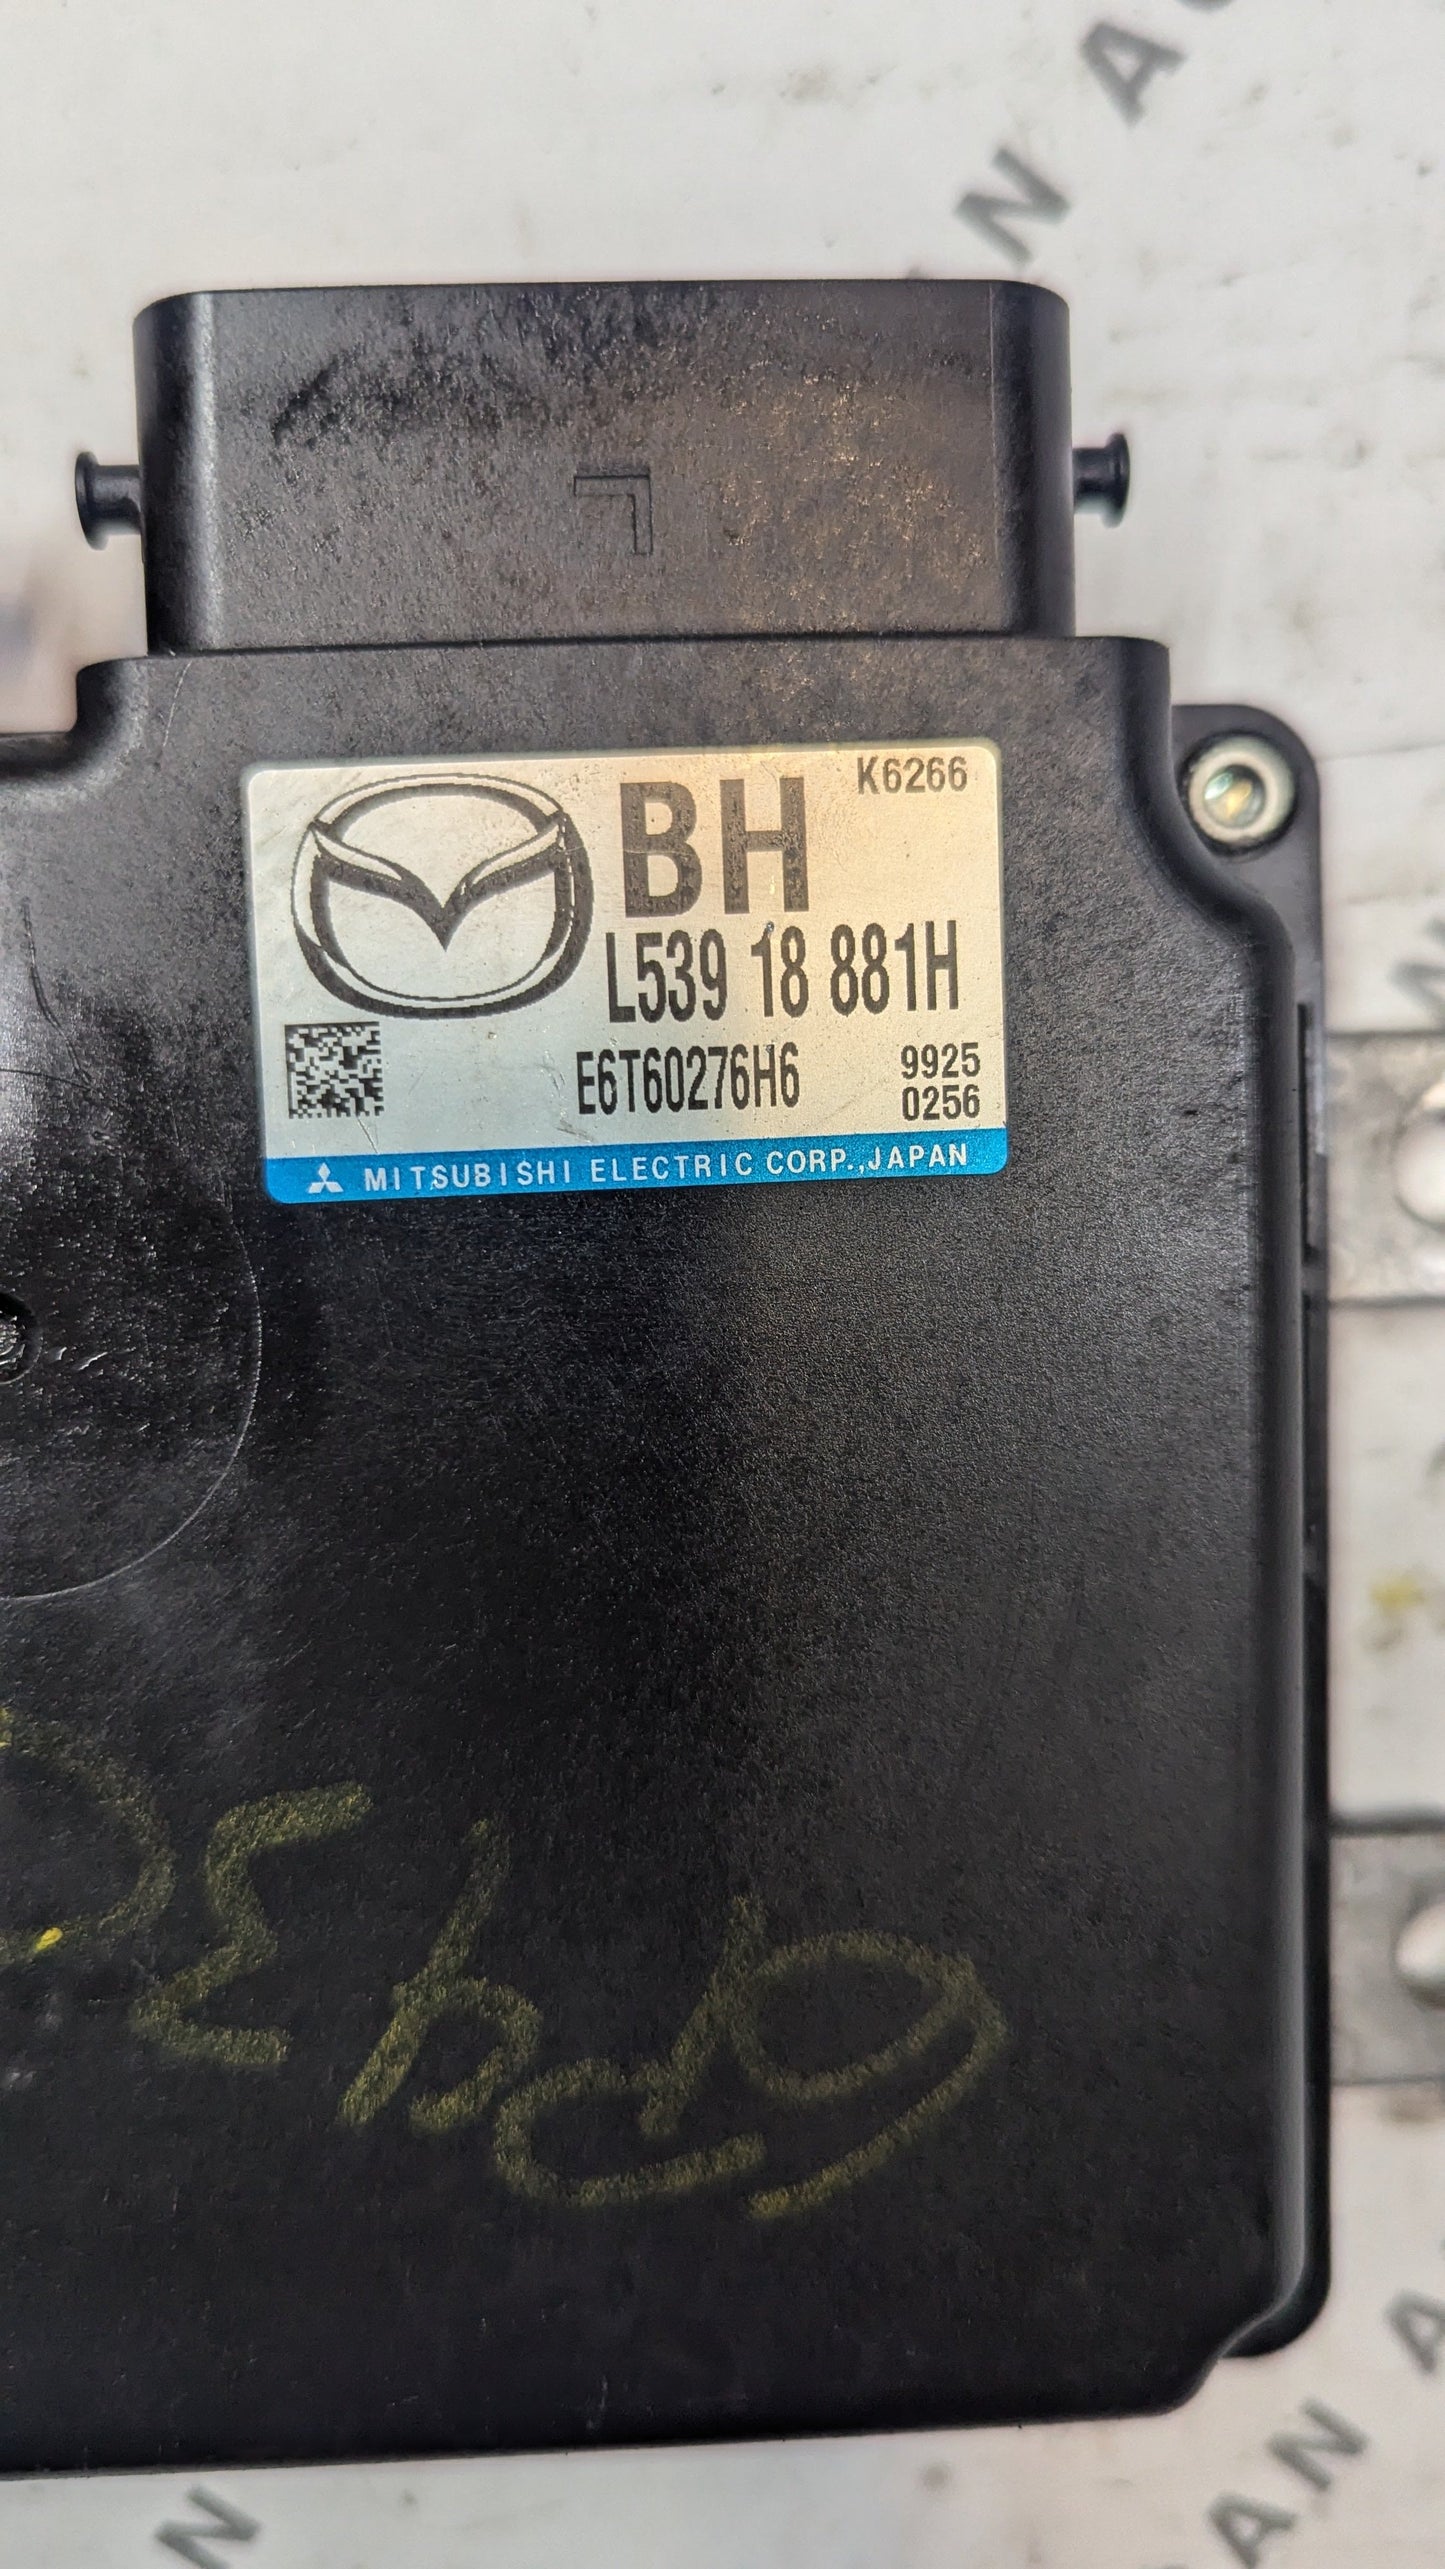 K6266
BH
L539 18 881H
E6T60276H6 9925
0256
MITSUBISHI ELECTRIC CORP.,JAPAN
L